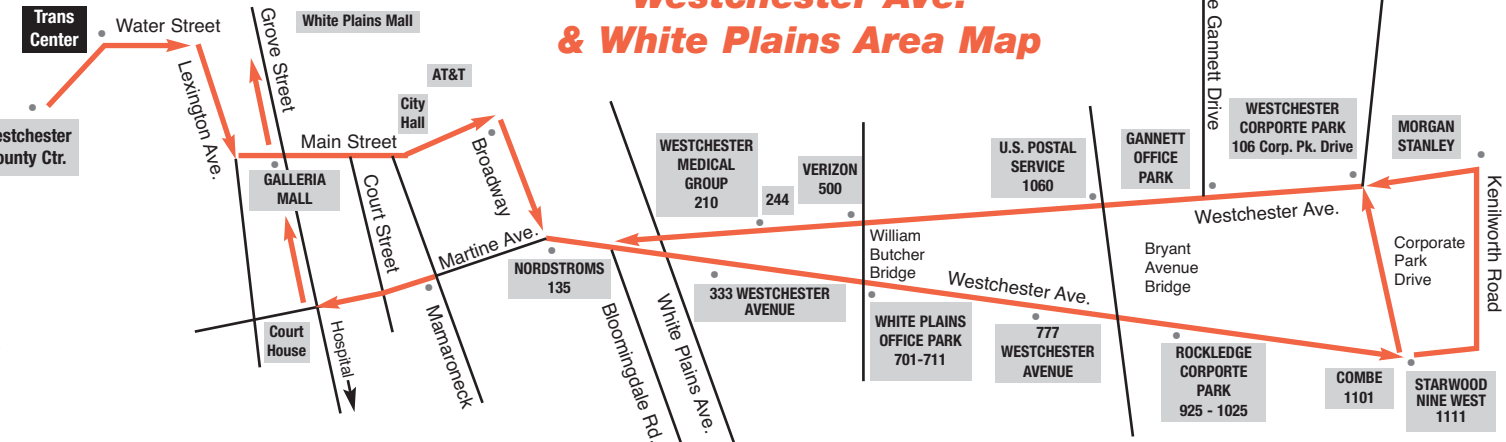 Westchester Ave.
& White Plains Area Map
Trans
Center
Water Street
Grove Street
White Plains Mall
Lexington Ave.
County Ctr.
AT&T
City
Hall
Main Street
GALLERIA
MALL
Court Street
Broadway
Martine Ave.
Court
House
Hospital
Mamaroneck
NORDSTROMS
135
Bloomingdale Rd.
White Plains Ave.
WESTCHESTER
MEDICAL
GROUP
210
244
VERIZON
500
333 WESTCHESTER
AVENUE
William
Butcher
Bridge
WHITE PLAINS
OFFICE PARK
701-711
Westchester Ave.
777
WESTCHESTER
AVENUE
U.S. POSTAL
SERVICE
1060
GANNETT
OFFICE
PARK
Gannett Drive
WESTCHESTER
CORPORTE PARK
106 Corp. Pk. Drive
MORGAN
STANLEY
Westchester Ave.
Bryant
Avenue
Bridge
Corporate
Park
Drive
Kenilworth Road
ROCKLEDGE
CORPORTE
PARK
925 - 1025
COMBE
1101
STARWOOD
NINE WEST
1111